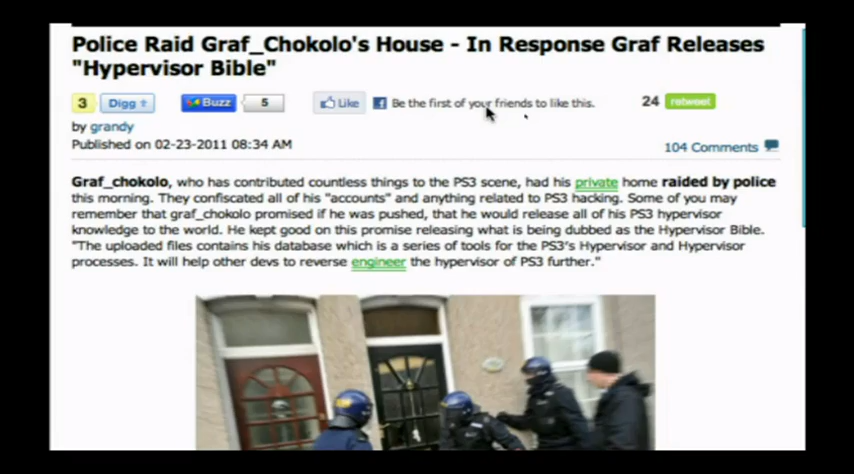 Police Raid Graf_Chokolo's House - In Response Graf Releases
"Hypervisor Bible"
3 Digg Buzz 5 Like Be the first of your friends to like this. 24 retweet
by grandy
Published on 02-23-2011 08:34 AM
104 Comments
Graf_chokolo, who has contributed countless things to the PS3 scene, had his private home raided by police
this morning. They confiscated all of his "accounts" and anything related to PS3 hacking. Some of you may
remember that graf_chokolo promised if he was pushed, that he would release all of his PS3 hypervisor
knowledge to the world. He kept good on this promise releasing what is being dubbed as the Hypervisor Bible.
"The uploaded files contains his database which is a series of tools for the PS3's Hypervisor and Hypervisor
processes. It will help other devs to reverse engineer the hypervisor of PS3 further."